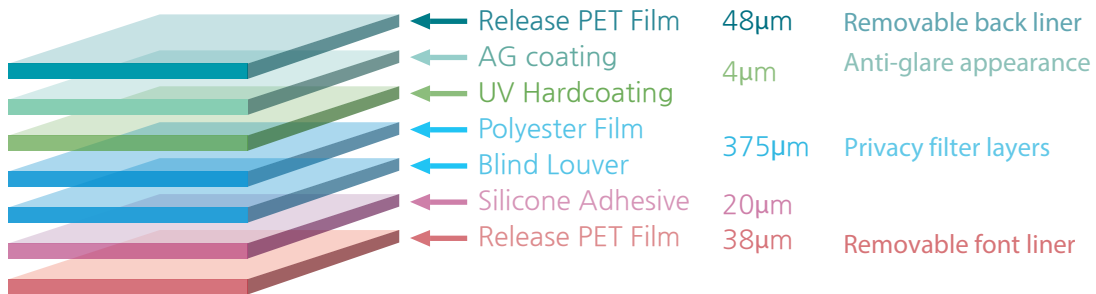 Release PET Film 48µm Removable back liner
AG coating 4µm Anti-glare appearance
UV Hardcoating
Polyester Film 375µm Privacy filter layers
Blind Louver
Silicone Adhesive 20µm
Release PET Film 38µm Removable font liner